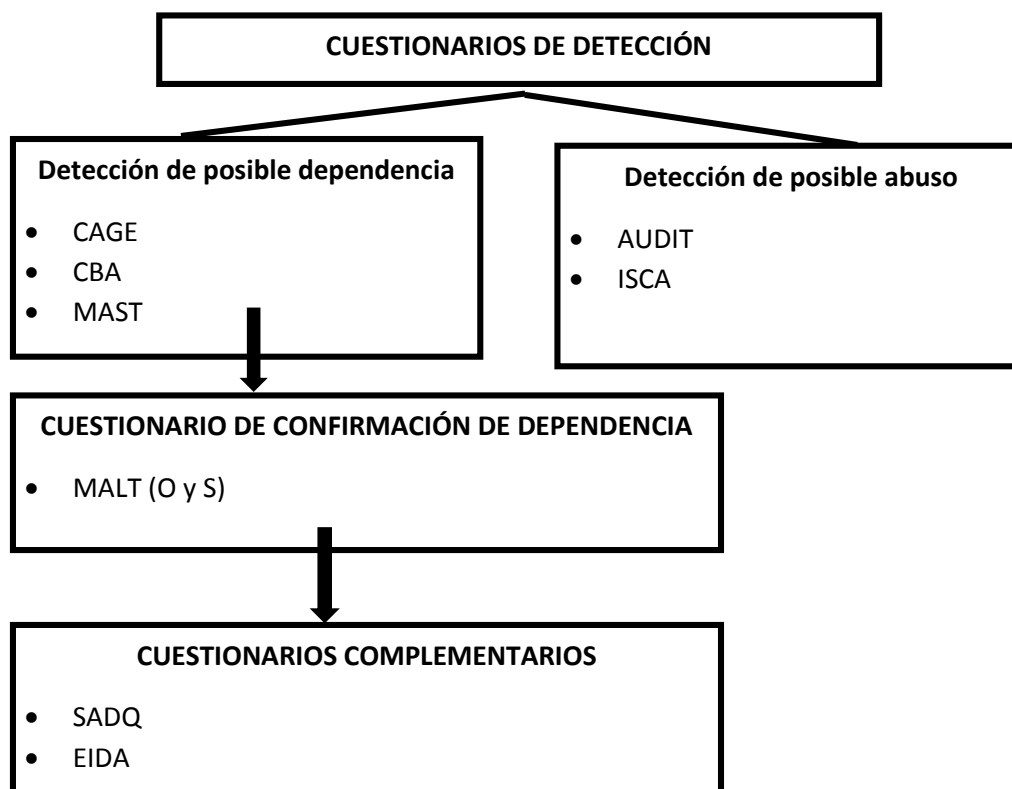 CUESTIONARIOS DE DETECCIÓN
Detección de posible dependencia
• CAGE
• CBA
• MAST
Detección de posible abuso
• AUDIT
• ISCA
CUESTIONARIO DE CONFIRMACIÓN DE DEPENDENCIA
• MALT (O y S)
CUESTIONARIOS COMPLEMENTARIOS
• SADQ
• EIDA